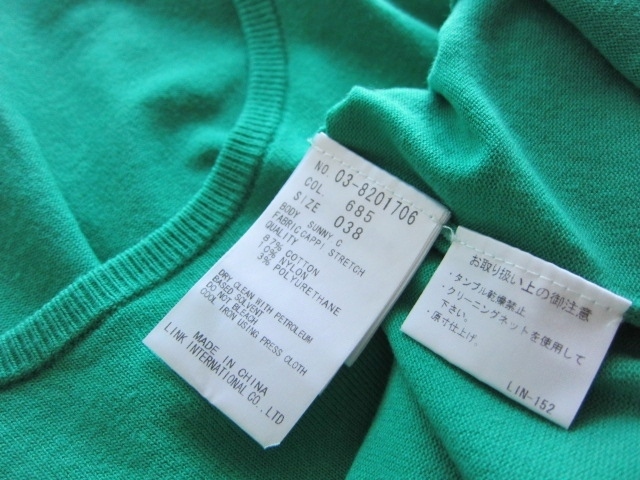 NO. 03-8201706
COL 685
SIZE 038
BODY SUNNY C
FABRICCAPPI STRETCH
QUALITY
87% COTTON
10% NYLON
3% POLYURETHANE
DRY CLEAN WITH PETROLEUM
BASED SOLVENT
DO NOT BLEACH
COOL IRON USING PRESS CLOTH
MADE IN CHINA
LINK INTERNATIONAL CO., LTD
お取り扱い上の御注意
・タンブル乾燥禁止
・クリーニングネットを使用して
下さい。
・原寸仕上げ。
LIN-152